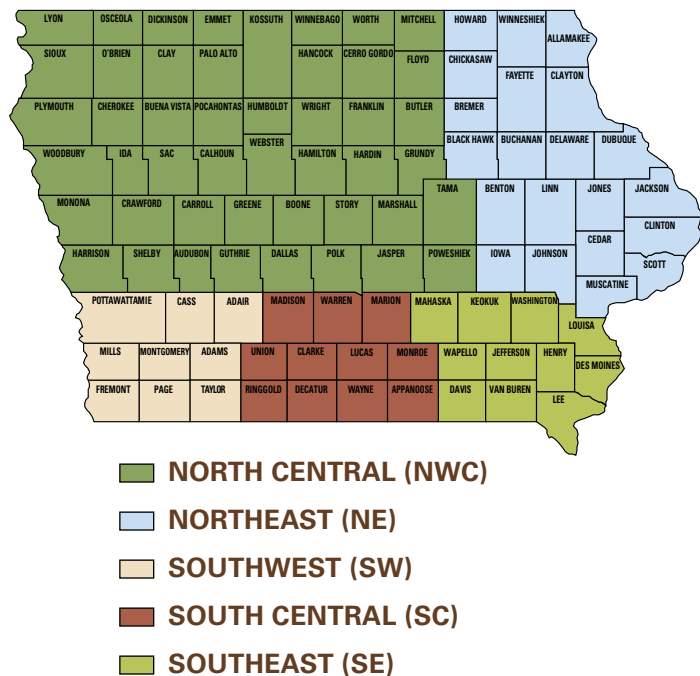 LYON OSCEOLA DICKINSON EMMET KOSSUTH WINNEBAGO WORTH MITCHELL HOWARD WINNESHIEK ALLAMAKEE
SIOUX O'BRIEN CLAY PALO ALTO HANCOCK CERRO GORDO FLOYD CHICKASAW
FAYETTE CLAYTON
PLYMOUTH CHEROKEE BUENA VISTA POCAHONTAS HUMBOLDT WRIGHT FRANKLIN BUTLER BREMER
WEBSTER BLACK HAWK BUCHANAN DELAWARE DUBUQUE
WOODBURY IDA SAC CALHOUN HAMILTON HARDIN GRUNDY
TAMA BENTON LINN JONES JACKSON
MONONA CRAWFORD CARROLL GREENE BOONE STORY MARSHALL
CLINTON
CEDAR
HARRISON SHELBY AUDUBON GUTHRIE DALLAS POLK JASPER POWESHIEK IOWA JOHNSON SCOTT
MUSCATINE
POTTAWATTAMIE CASS ADAIR MADISON WARREN MARION MAHASKA KEOKUK WASHINGTON
LOUISA
MILLS MONTGOMERY ADAMS UNION CLARKE LUCAS MONROE WAPELLO JEFFERSON HENRY
DES MOINES
FREMONT PAGE TAYLOR RINGGOLD DECATUR WAYNE APPANOOSE DAVIS VAN BUREN
LEE
NORTH CENTRAL (NWC)
NORTHEAST (NE)
SOUTHWEST (SW)
SOUTH CENTRAL (SC)
SOUTHEAST (SE)